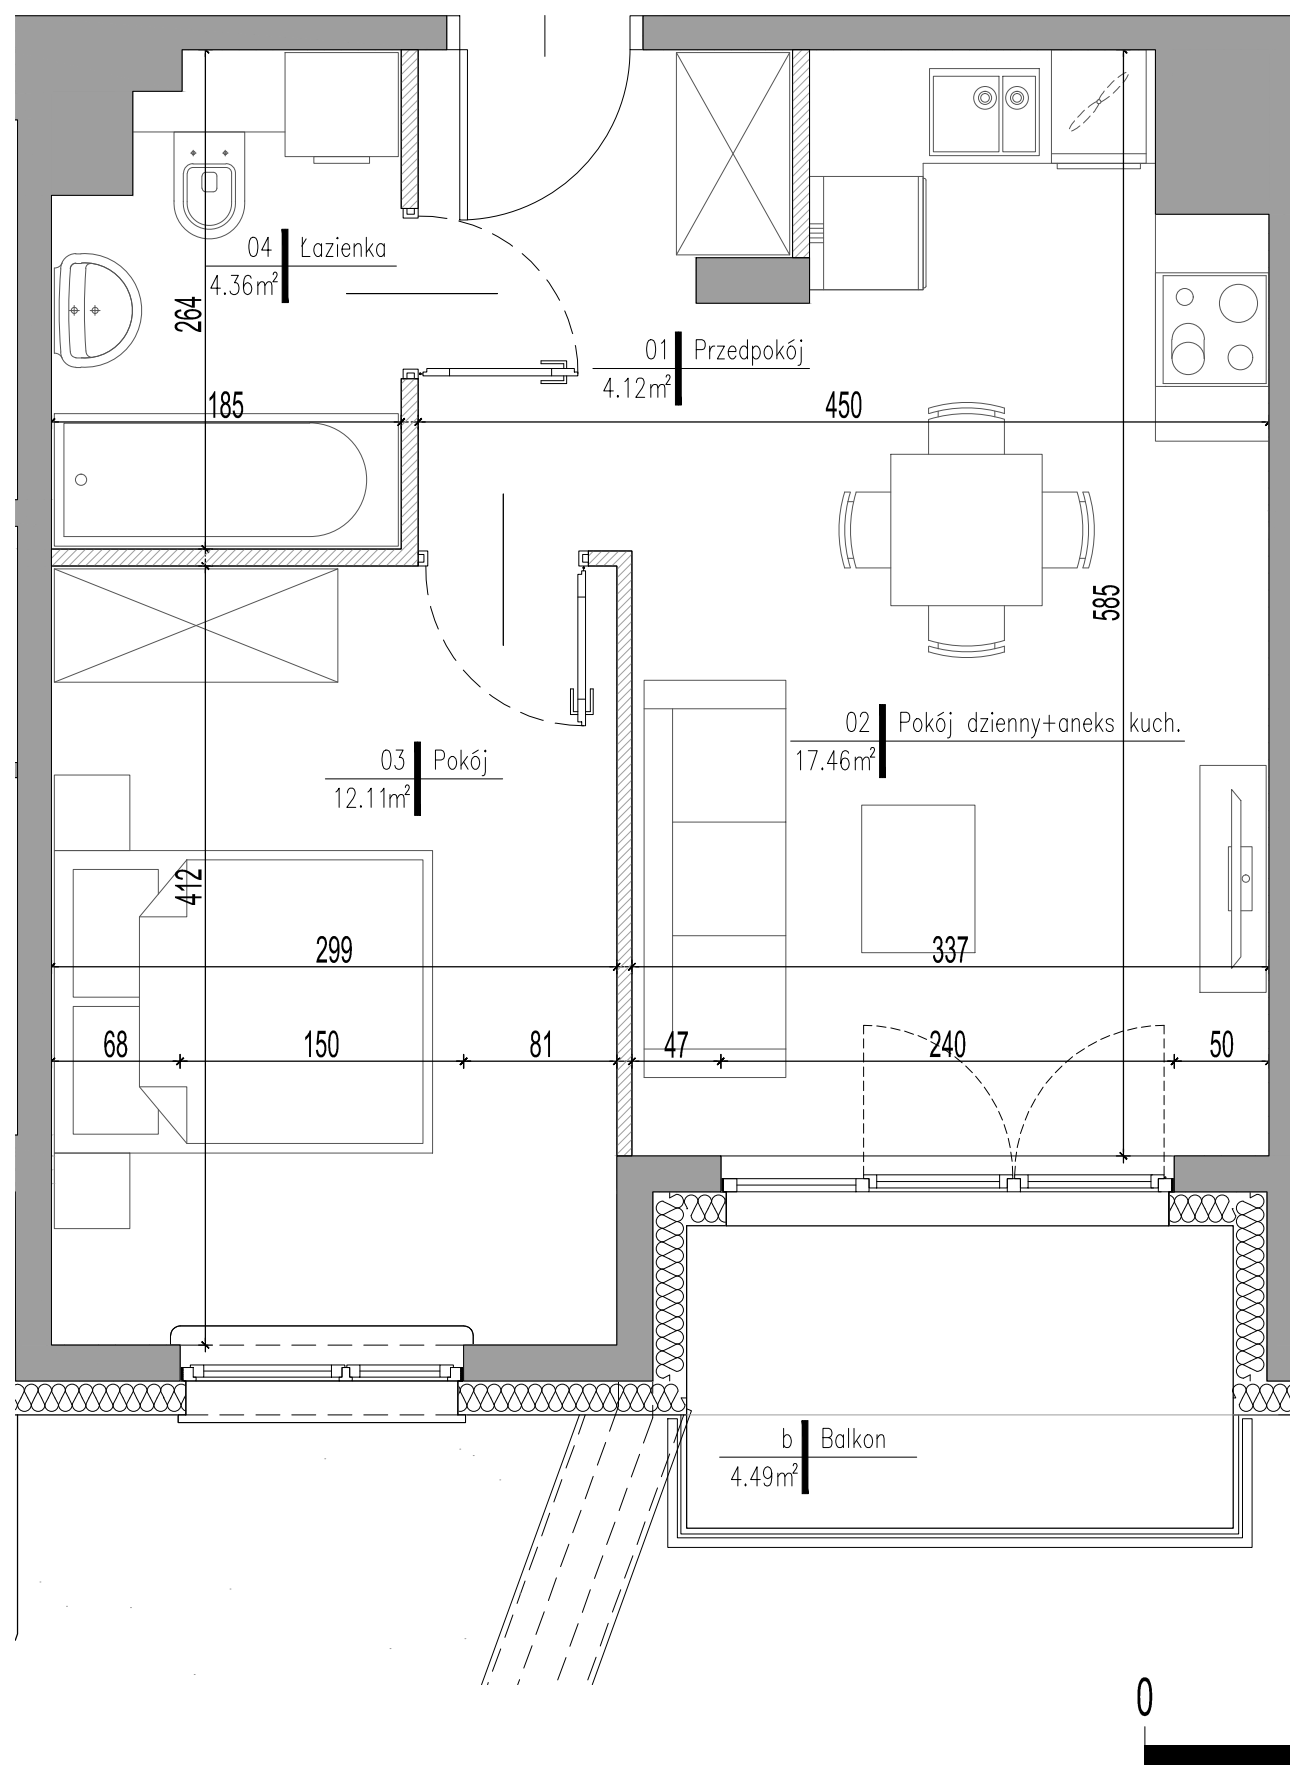 04 Łazienka
4.36m²
264
01 Przedpokój
4.12m²
185
450
585
02 Pokój dzienny+aneks kuch.
17.46m²
03 Pokój
12.11m²
412
299
337
68
150
81
47
240
50
b Balkon
4.49m²
0